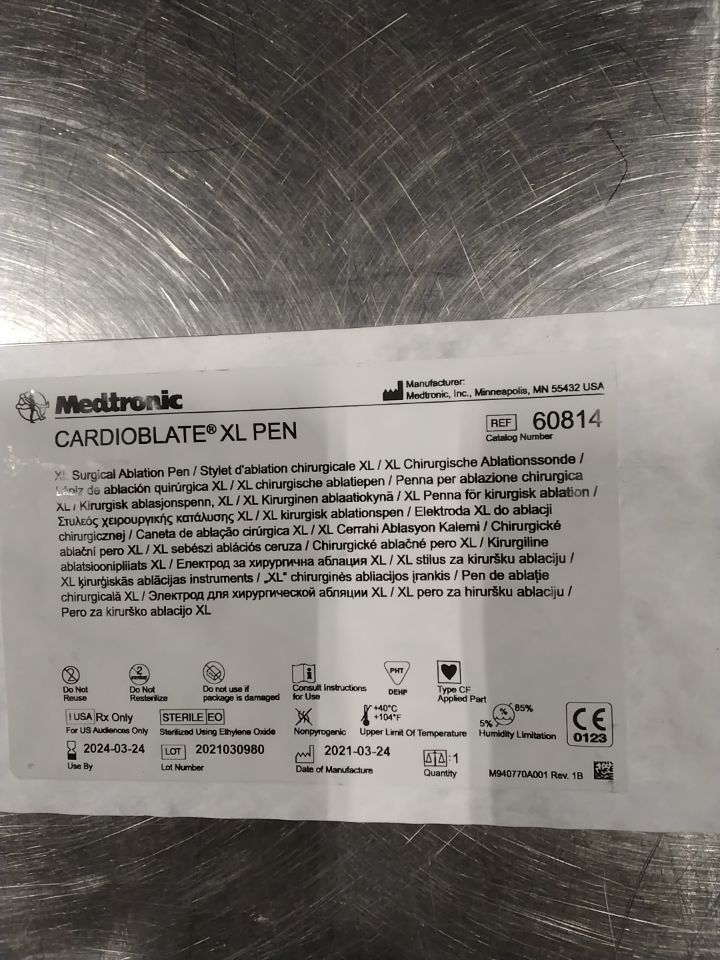 Medtronic
Manufacturer:
Medtronic, Inc., Minneapolis, MN 55432 USA
CARDIOBLATE® XL PEN
REF 60814
Catalog Number
XL Surgical Ablation Pen / Stylet d'ablation chirurgicale XL / XL Chirurgische Ablationssonde /
Lápiz de ablación quirúrgica XL / XL chirurgische ablatiepen / Penna per ablazione chirurgica
XL / Kirurgisk ablasjonspenn, XL / XL Kirurginen ablaatiokynä / XL Penna för kirurgisk ablation /
Στυλεός χειρουργικής κατάλυσης XL / XL kirurgisk ablationspen / Elektroda XL do ablacji
chirurgicznej / Caneta de ablação cirúrgica XL / XL Cerrahi Ablasyon Kalemi / Chirurgické
ablační pero XL / XL sebészi ablációs ceruza / Chirurgické ablačné pero XL / Kirurgiline
ablatsioonipliiats XL / Електрод за хирургична аблация XL / XL stilus za kiruršku ablaciju /
XL ķirurģiskās ablācijas instruments / „XL" chirurginės abliacijos įrankis / Pen de ablaţie
chirurgicală XL / Электрод для хирургической абляции XL / XL pero za hiruršku ablaciju /
Pero za kirurško ablacijo XL
Do Not
Reuse
2
Do Not
Resterilize
Do not use if
package is damaged
Consult Instructions
for Use
PHT
DEHP
Type CF
Applied Part
! USA Rx Only
For US Audiences Only
STERILE EO
Sterilized Using Ethylene Oxide
Nonpyrogenic
+40°C
+104°F
Upper Limit Of Temperature
5% % 85%
Humidity Limitation
CE
0123
2024-03-24
Use By
LOT 2021030980
Lot Number
2021-03-24
Date of Manufacture
: 1
Quantity
M940770A001 Rev. 1B